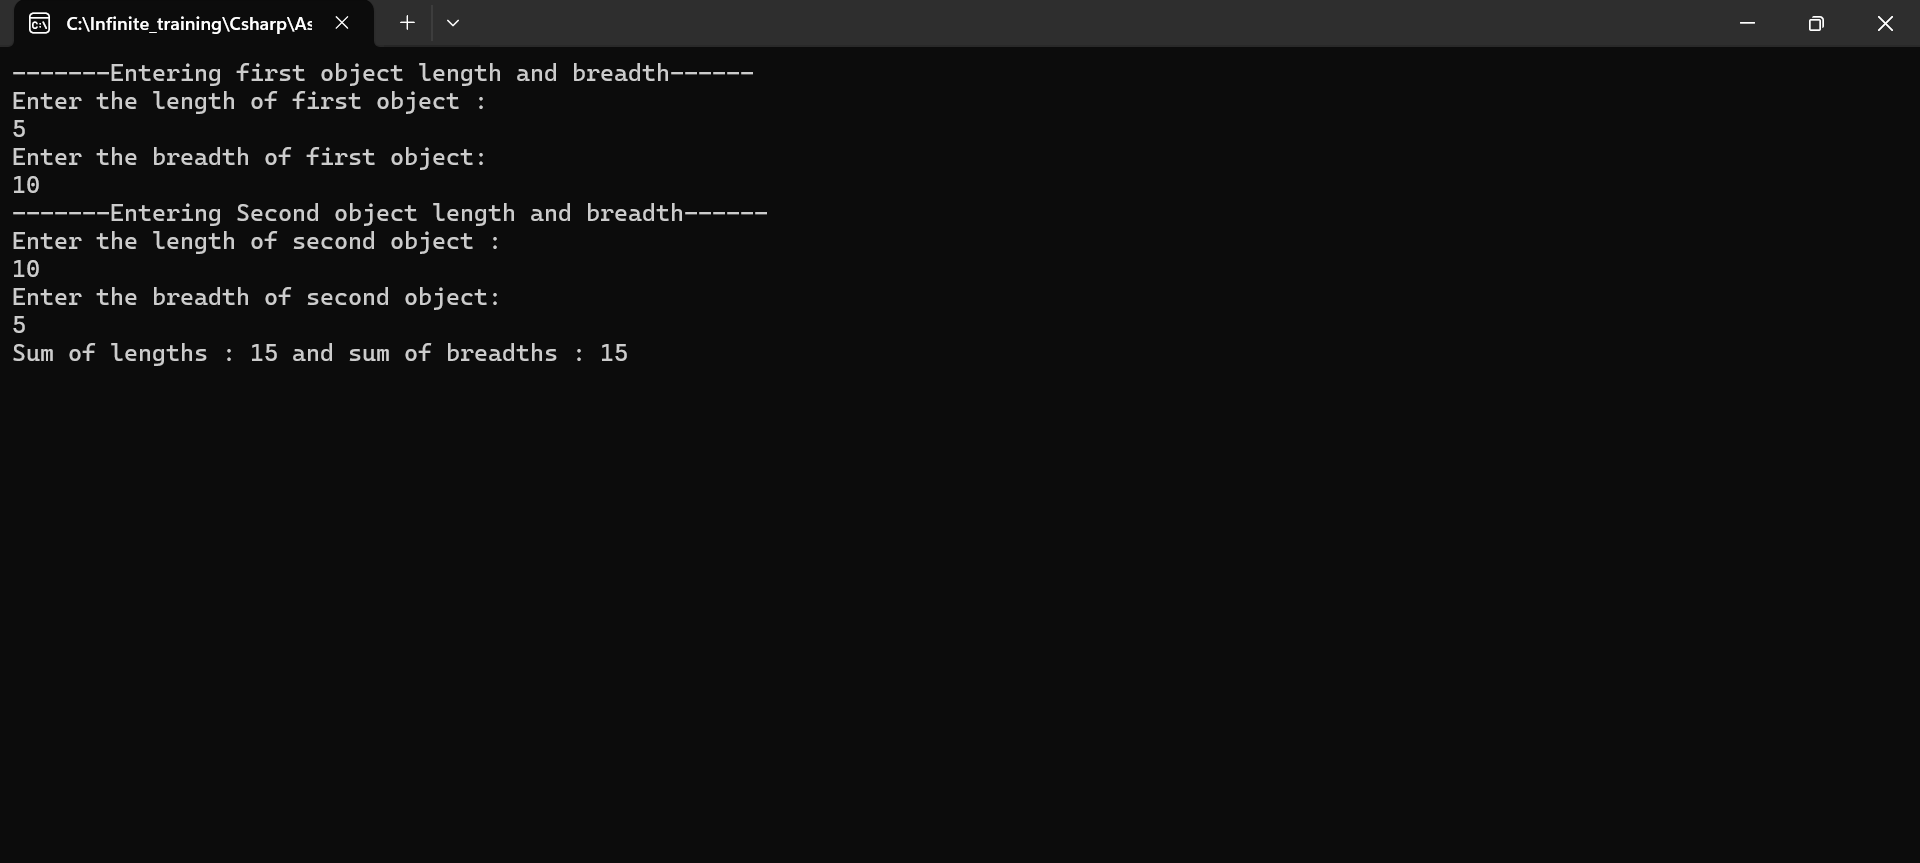 C:\Infinite_training\Csharp\As
-------Entering first object length and breadth------
Enter the length of first object :
5
Enter the breadth of first object:
10
-------Entering Second object length and breadth------
Enter the length of second object :
10
Enter the breadth of second object:
5
Sum of lengths : 15 and sum of breadths : 15